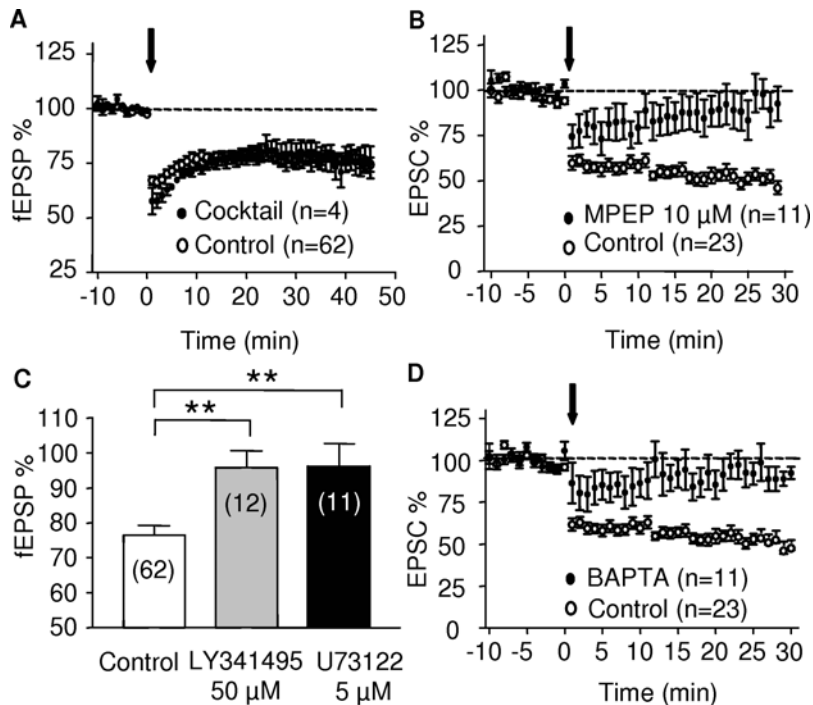 A
fEPSP %
125
100
75
50
25
Cocktail (n=4)
Control (n=62)
-10 0 10 20 30 40 50
Time (min)
B
EPSC %
125
100
75
50
25
0
MPEP 10 µM (n=11)
Control (n=23)
-10 -5 0 5 10 15 20 25 30
Time (min)
C
fEPSP %
110
100
90
80
70
60
50
**
**
(62)
(12)
(11)
Control LY341495 U73122
50 µM 5 µM
D
EPSC %
125
100
75
50
25
0
BAPTA (n=11)
Control (n=23)
-10 -5 0 5 10 15 20 25 30
Time (min)